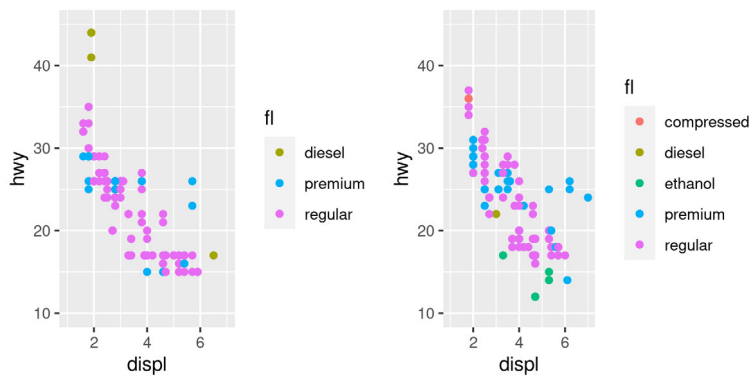 40
30
20
10
hwy
2 4 6
displ
fl
diesel
premium
regular
40
30
20
10
hwy
2 4 6
displ
fl
compressed
diesel
ethanol
premium
regular